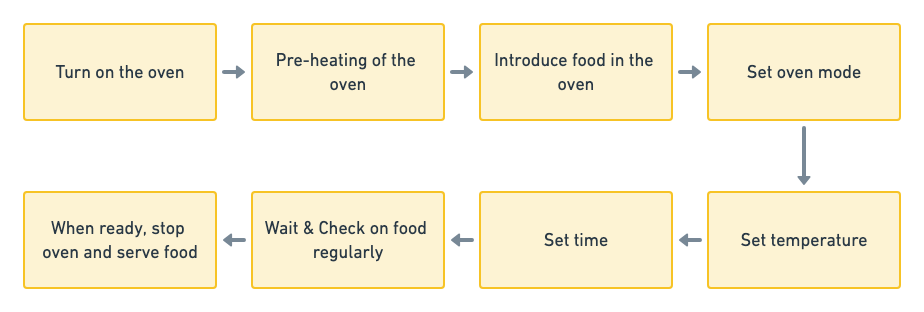 Turn on the oven
Pre-heating of the
oven
Introduce food in the
oven
Set oven mode
Set temperature
Set time
Wait & Check on food
regularly
When ready, stop
oven and serve food